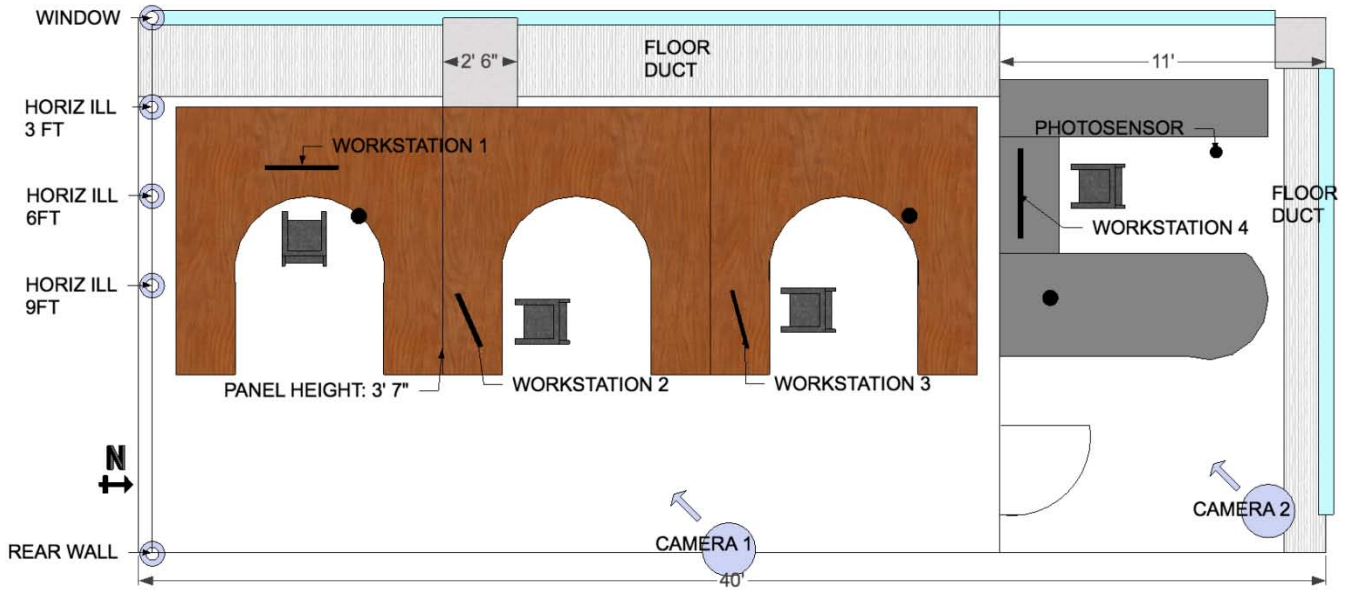 WINDOW
FLOOR
DUCT
2' 6"
11'
HORIZ ILL
3 FT
WORKSTATION 1
PHOTOSENSOR
HORIZ ILL
6FT
FLOOR
DUCT
WORKSTATION 4
HORIZ ILL
9FT
PANEL HEIGHT: 3' 7"
WORKSTATION 2
WORKSTATION 3
N
CAMERA 2
CAMERA 1
REAR WALL
40'